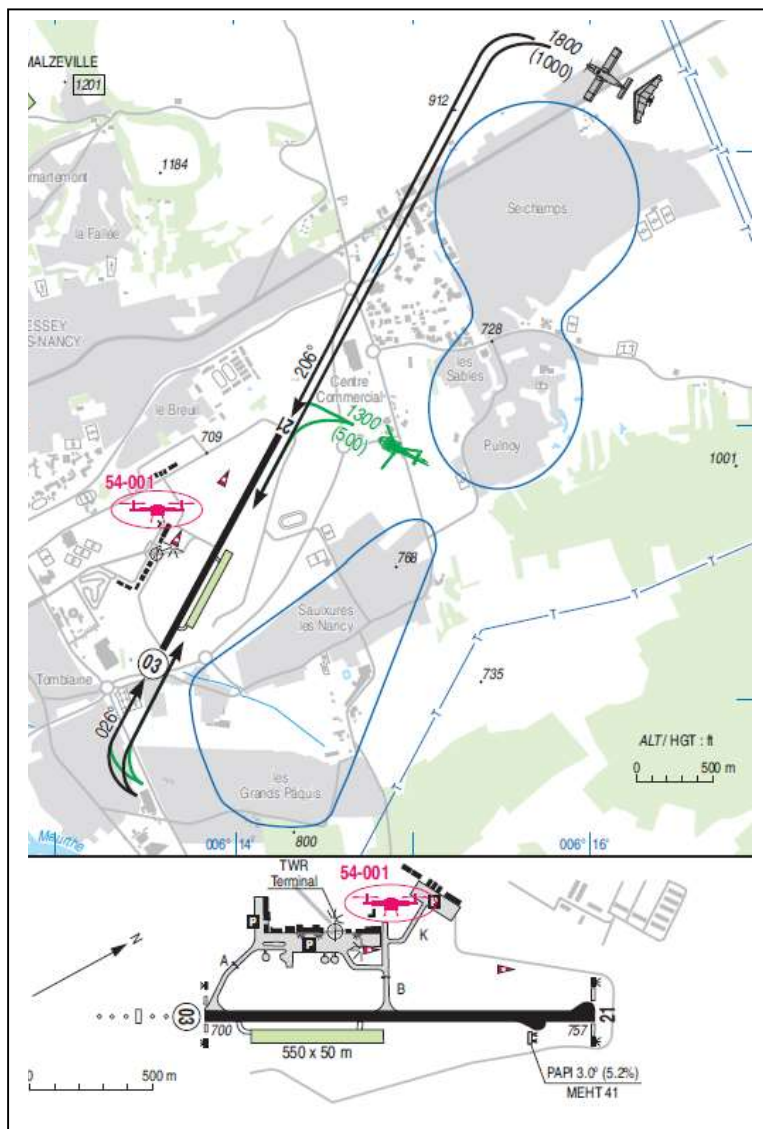 MALZEVILLE
1201
1800
(1000)
912
1184
la Fallée
Seichamps
ESSEY
S-NANCY
728
les
Sables
206°
Centre
Commercial
le Breuil
21
1300
(500)
Pulnoy
709
1001
54-001
768
Saulxures
les Nancy
03
735
Tomblaine
026°
ALT/ HGT : ft
0 500 m
les
Grands Pâquis
Meurthe
800
006° 14'
006° 16'
TWR
Terminal
54-001
P
P
P
K
A
N
B
03
700
757
21
550 x 50 m
0 500 m
PAPI 3.0° (5.2%)
MEHT 41